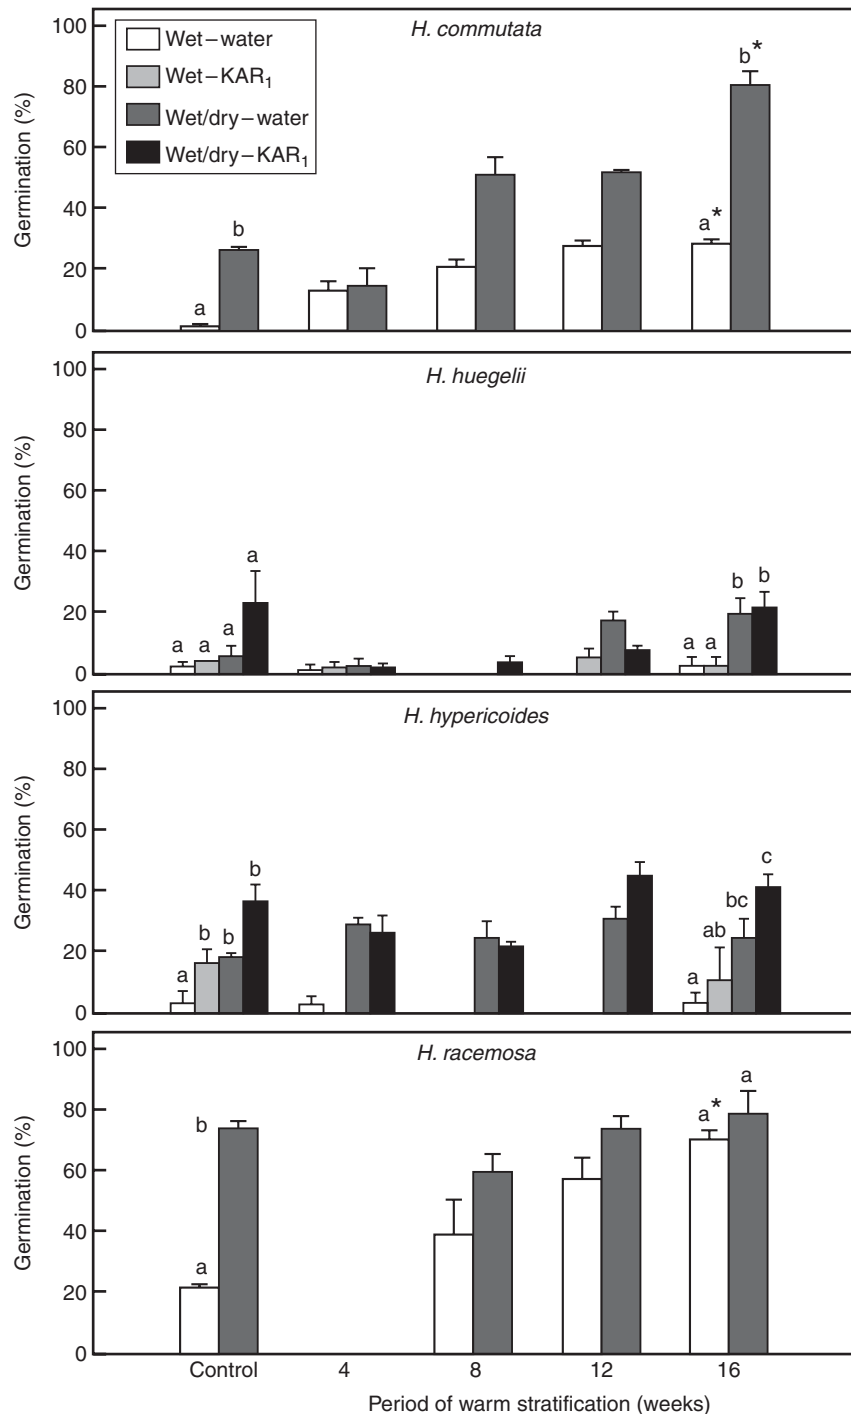 H. commutata
Wet–water
Wet–KAR1
Wet/dry–water
Wet/dry–KAR1
Germination (%)
100
80
60
40
20
0
a
b
a*
b*
H. huegelii
Germination (%)
100
80
60
40
20
0
a
a
a
a
a
a
b
b
H. hypericoides
Germination (%)
100
80
60
40
20
0
a
b
b
b
a
ab
bc
c
H. racemosa
Germination (%)
100
80
60
40
20
0
a
b
a*
a
Control 4 8 12 16
Period of warm stratification (weeks)